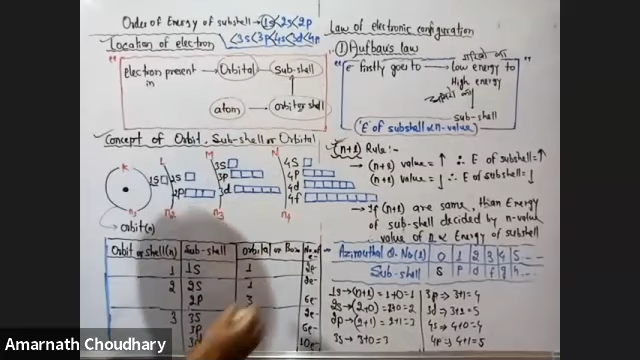 Order of Energy of subshell → 1s<2s<2p
<3s<3p<4s<3d<4p
Location of electron
electron present → Orbital — Sub-shell
in
atom → orbit or shell
Law of electronic configuration
① Aufbau's law
"e⁻ firstly goes to → Low energy to
High energy
sub-shell
'E' of subshell ∝ n-value
Concept of Orbit, Sub-shell or Orbital
K L M N
1S 2S 2P 3S 3p 3d 4S 4p 4d 4f
n₁ n₂ n₃ n₄
orbit(n)
(n+l) Rule:-
→ (n+l) value = ↑ ∴ E of subshell = ↑
(n+l) value = ↓ ∴ E of subshell = ↓
→ If (n+l) are same, than Energy
of sub-shell decided by n-value
∴ value of n ∝ Energy of subshell
Orbit or shell(n) Sub-shell Orbital or Box No. of e⁻
1 1S 1 2e⁻
2 2S 1 2e⁻
2P 3 6e⁻
3 3S 2e⁻
3P 6e⁻
3d 10e⁻
Azimuthal Q.No(l) 0 1 2 3 4 5 ...
Sub-shell S P d f g h ...
1s → (n+l) = 1+0 = 1
2s → (2+0) = 2+0 = 2
2p → (2+1) = 2+1 = 3
3s → 3+0 = 3
3p → 3+1 = 4
3d → 3+2 = 5
4s → 4+0 = 4
4p → 4+1 = 5
Amarnath Choudhary